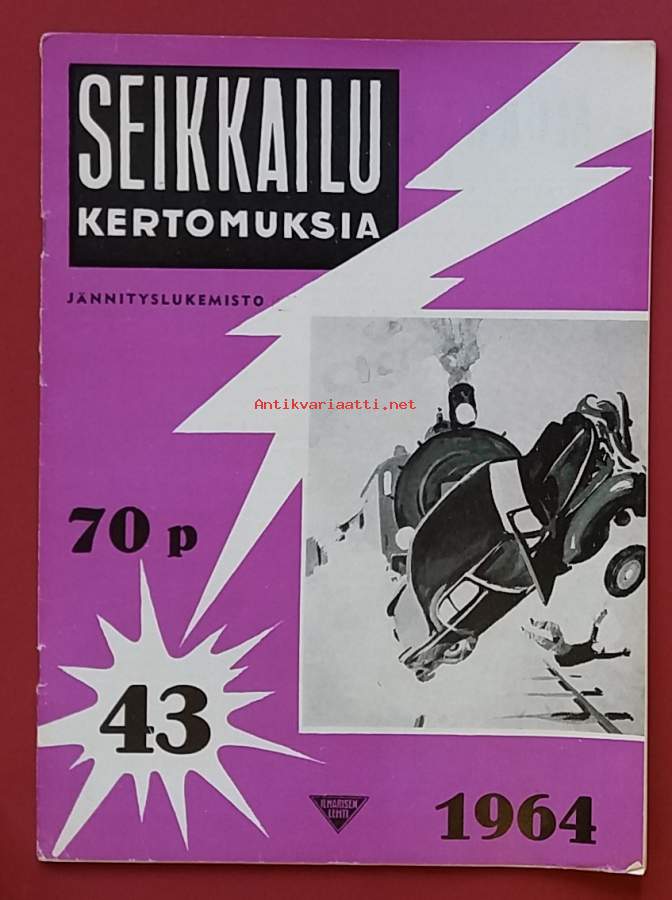 SEIKKAILU
KERTOMUKSIA
JÄNNITYSLUKEMISTO
Antikvariaatti.net
70 p
43
ILMARISEN
LEHTI
1964